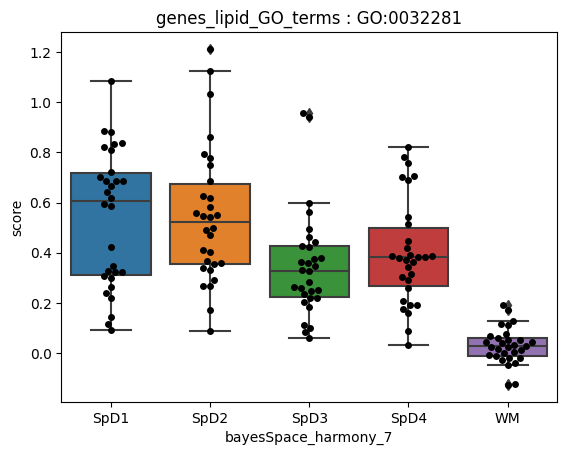 genes_lipid_GO_terms : GO:0032281
1.2
1.0
0.8
0.6
0.4
0.2
0.0
score
SpD1 SpD2 SpD3 SpD4 WM
bayesSpace_harmony_7